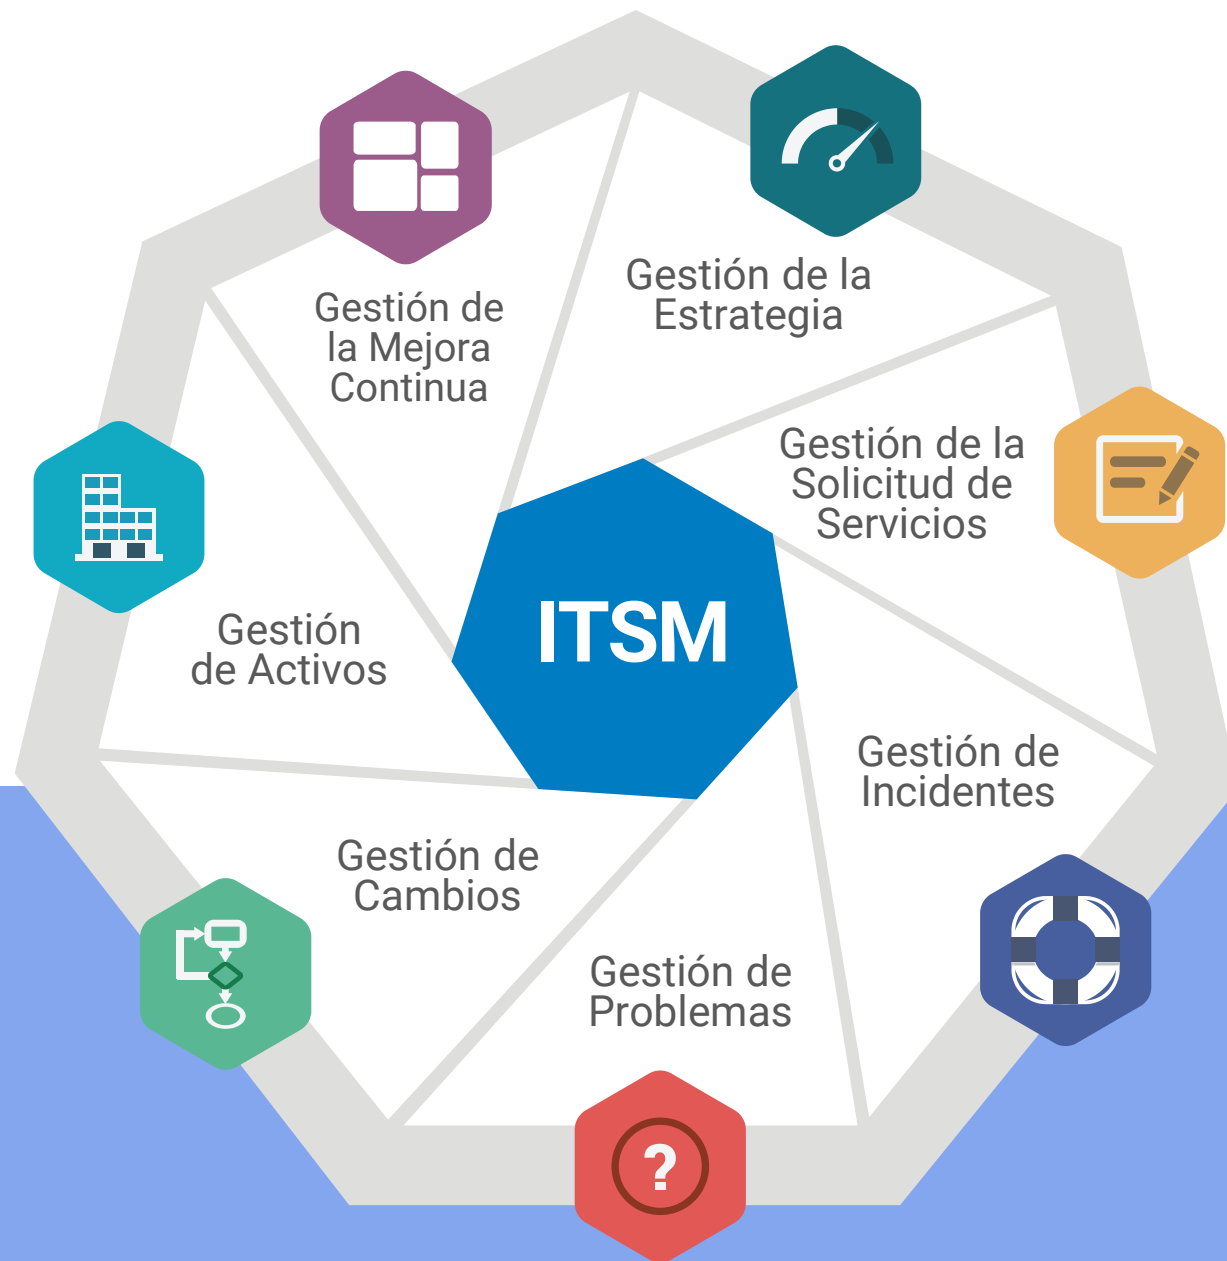 Gestión de la
Estrategia
Gestión de
la Mejora
Continua
Gestión de la
Solicitud de
Servicios
ITSM
Gestión
de Activos
Gestión de
Incidentes
Gestión de
Cambios
Gestión de
Problemas
?